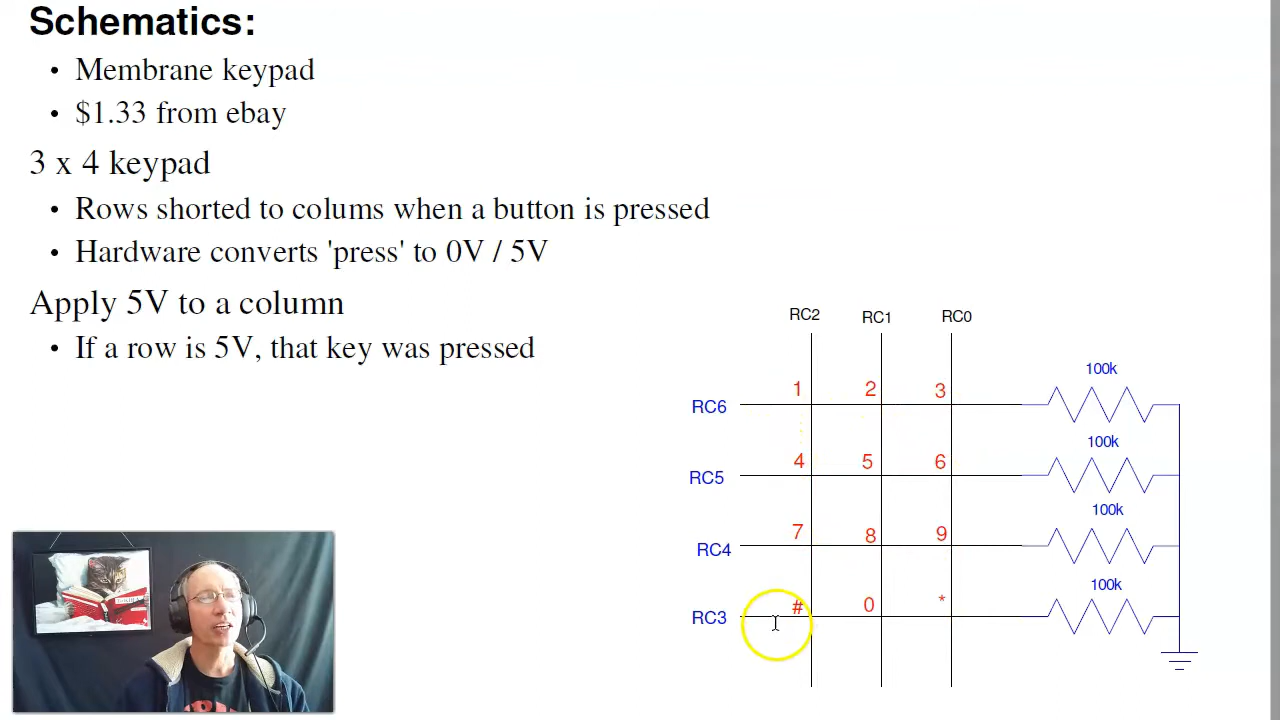 Schematics:
• Membrane keypad
• $1.33 from ebay
3 x 4 keypad
• Rows shorted to colums when a button is pressed
• Hardware converts 'press' to 0V / 5V
Apply 5V to a column
• If a row is 5V, that key was pressed
RC2 RC1 RC0
100k
RC6 1 2 3
100k
RC5 4 5 6
100k
RC4 7 8 9
100k
RC3 # 0 *